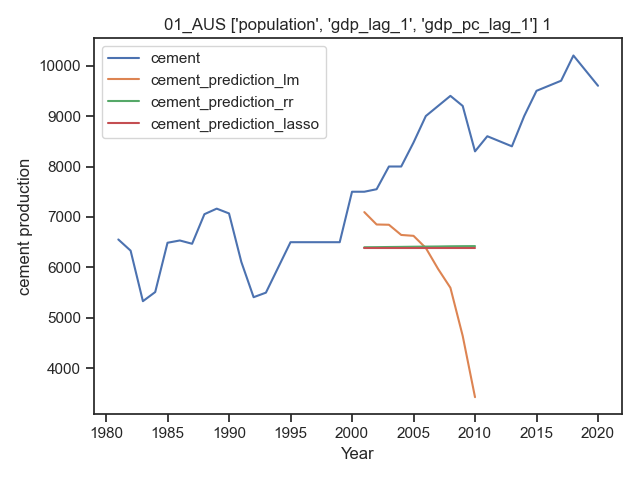 01_AUS ['population', 'gdp_lag_1', 'gdp_pc_lag_1'] 1
cement
cement_prediction_lm
cement_prediction_rr
cement_prediction_lasso
cement production
10000
9000
8000
7000
6000
5000
4000
1980 1985 1990 1995 2000 2005 2010 2015 2020
Year